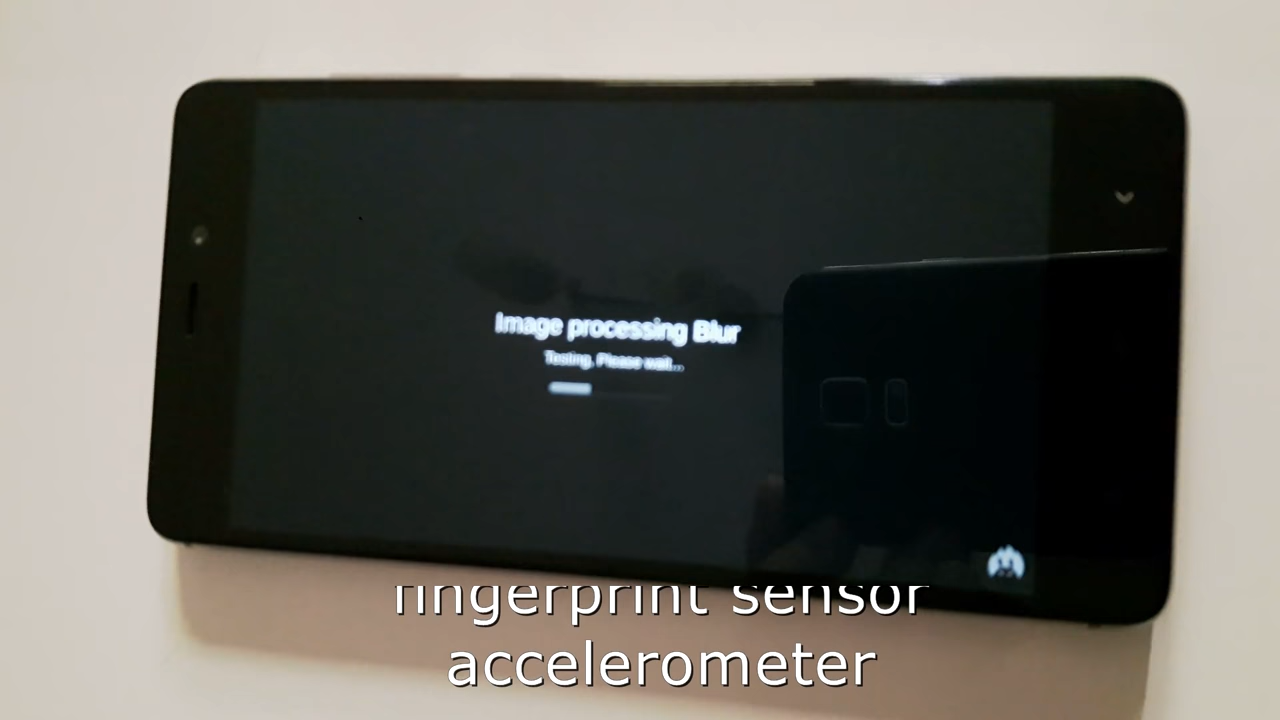 Image processing Blur
Testing. Please wait...
fingerprint sensor
accelerometer